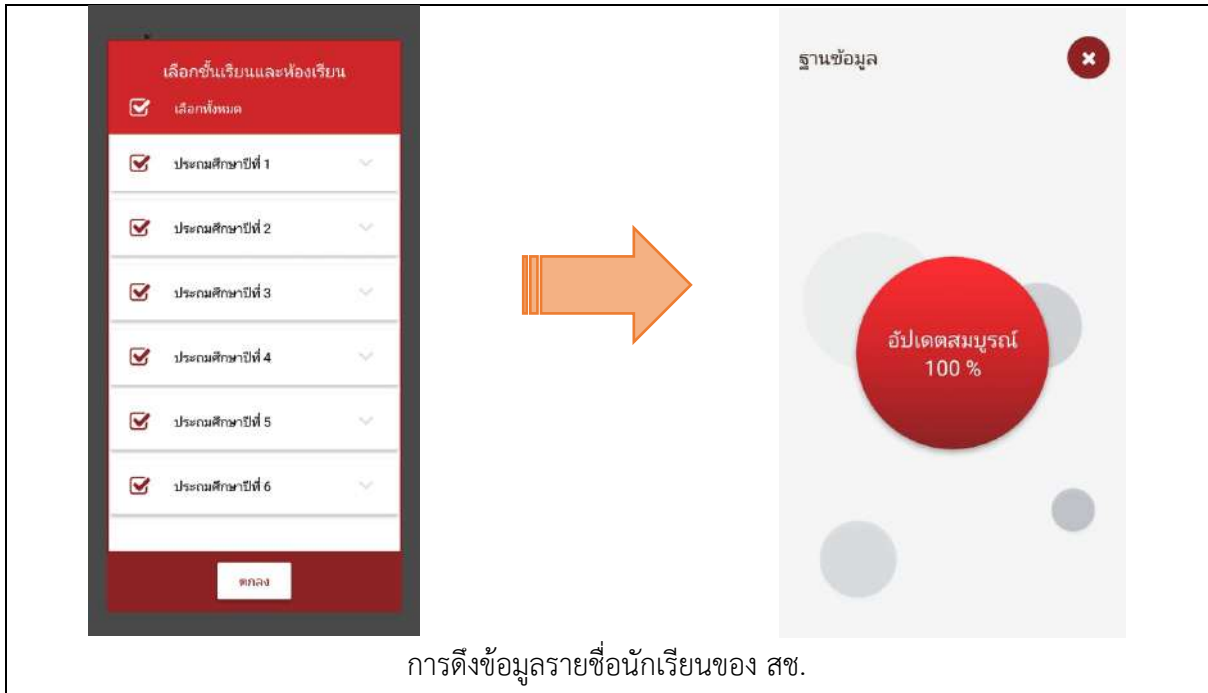 เลือกชั้นเรียนและห้องเรียน
เลือกทั้งหมด
ประถมศึกษาปีที่ 1
ประถมศึกษาปีที่ 2
ประถมศึกษาปีที่ 3
ประถมศึกษาปีที่ 4
ประถมศึกษาปีที่ 5
ประถมศึกษาปีที่ 6
ตกลง
ฐานข้อมูล
อัปเดตสมบูรณ์
100 %
การดึงข้อมูลรายชื่อนักเรียนของ สช.